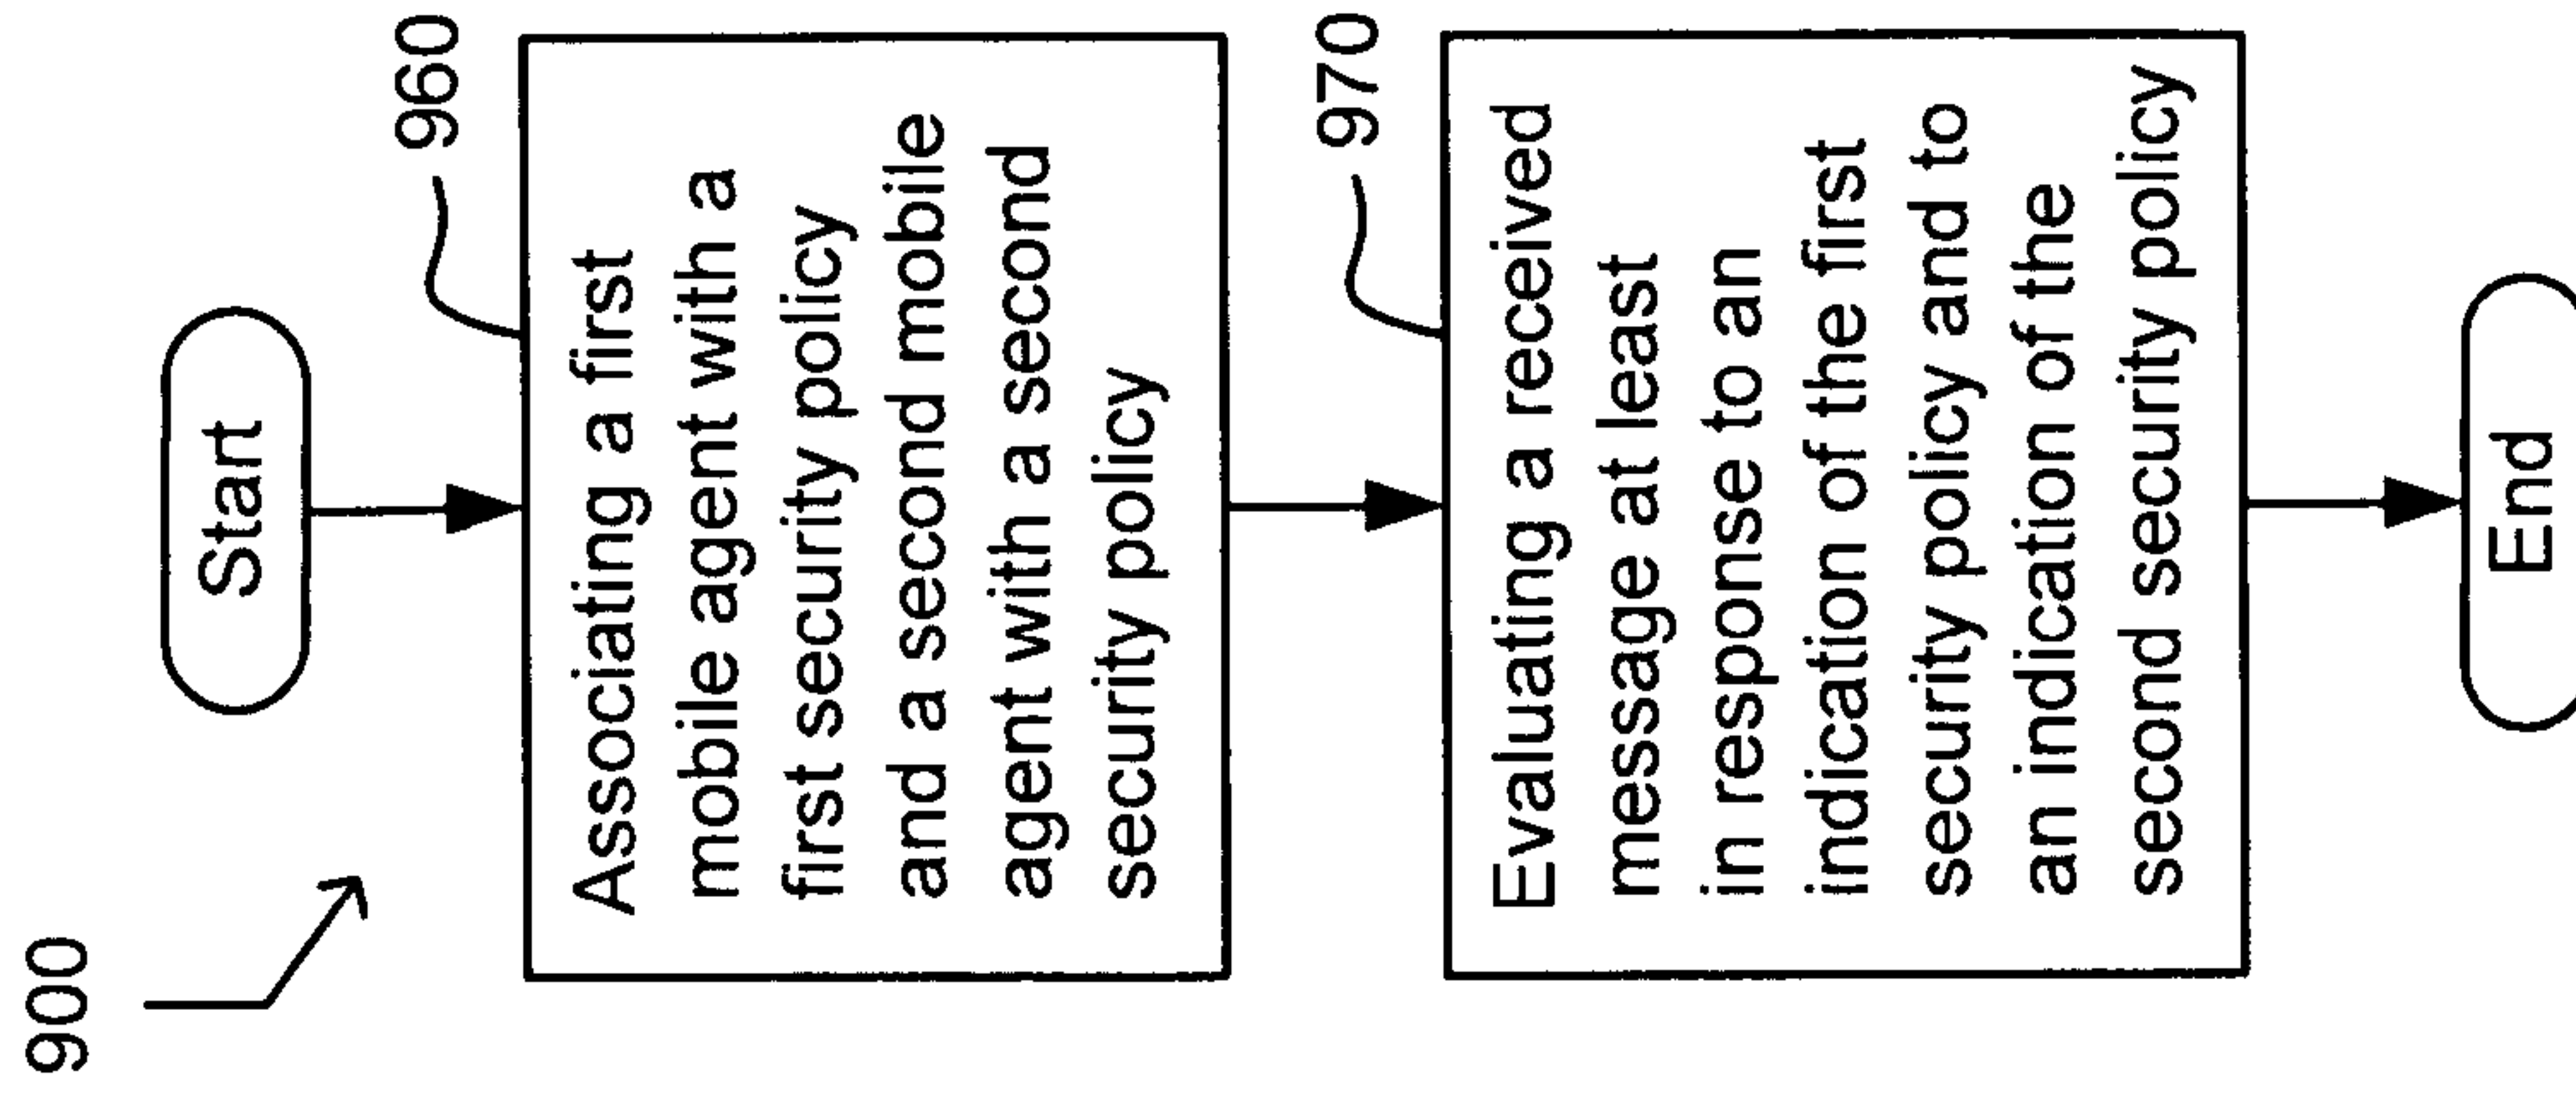 900
Start
960
Associating a first
mobile agent with a
first security policy
and a second mobile
agent with a second
security policy
970
Evaluating a received
message at least
in response to an
indication of the first
security policy and to
an indication of the
second security policy
End